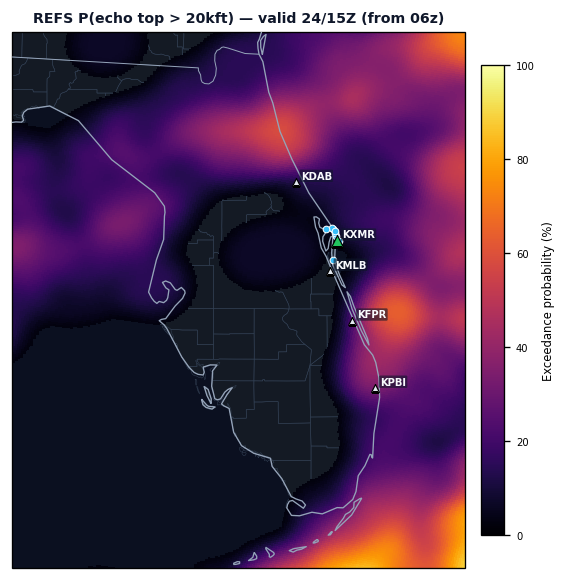 REFS P(echo top > 20kft) — valid 24/15Z (from 06z)
KDAB
KXMR
KMLB
KFPR
KPBI
100
80
60
40
20
0
Exceedance probability (%)